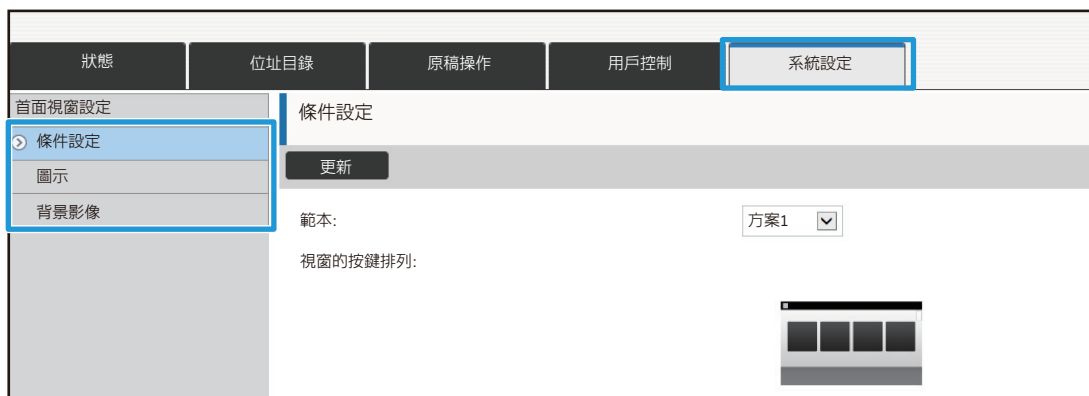 狀態 位址目錄 原稿操作 用戶控制 系統設定
首面視窗設定
條件設定
圖示
背景影像
條件設定
更新
範本: 方案1
視窗的按鍵排列: